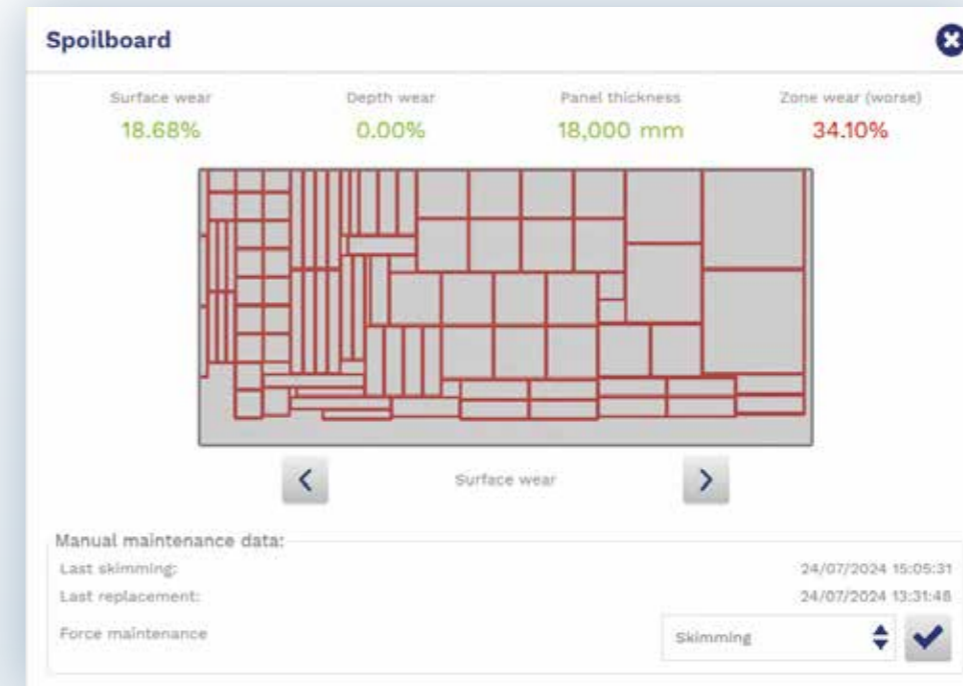 Spoilboard
Surface wear
Depth wear
Panel thickness
Zone wear (worse)
18.68%
0.00%
18,000 mm
34.10%
Surface wear
Manual maintenance data:
Last skimming:
24/07/2024 15:05:31
Last replacement:
24/07/2024 13:31:48
Force maintenance
Skimming